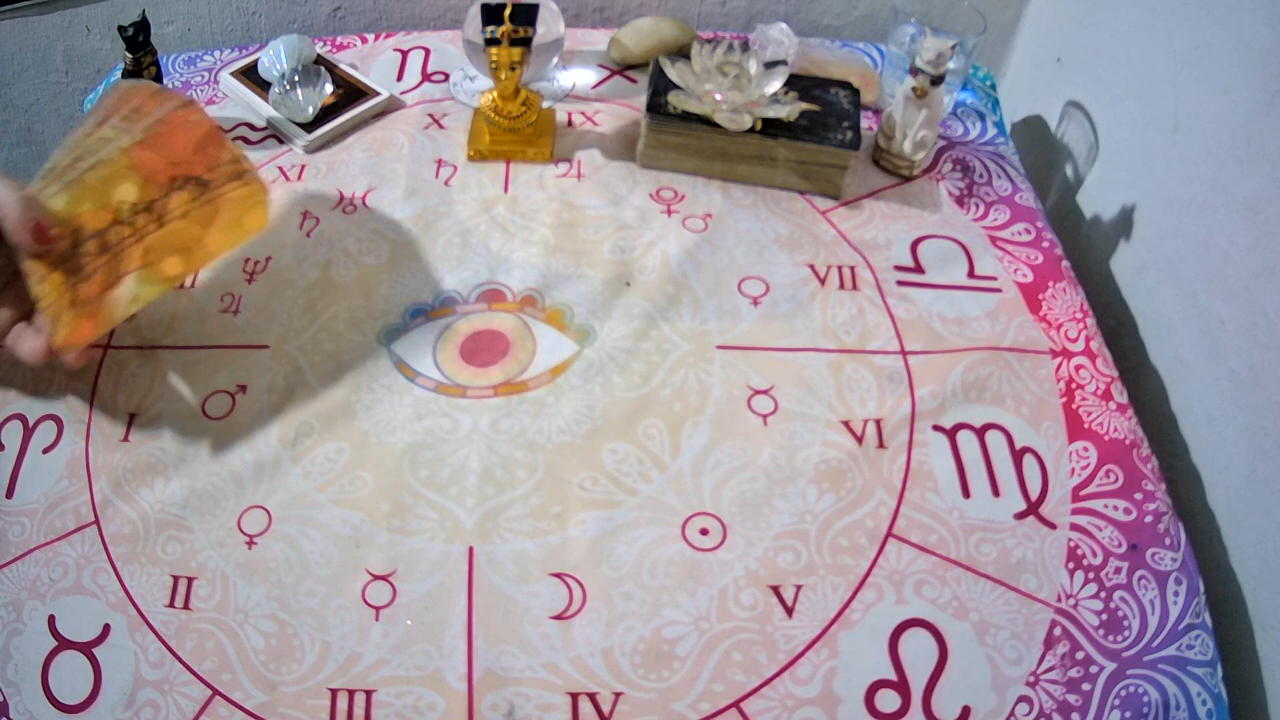 ♑
X IX
♒ XI ♄ ♃
♄ ♅ ♇ ♂
♆ ♃ ♀ VII ♎
♈ I ♂ ☿ VI ♍
♀ ☉
II ☿ ☽ V
♉ III IV ♌